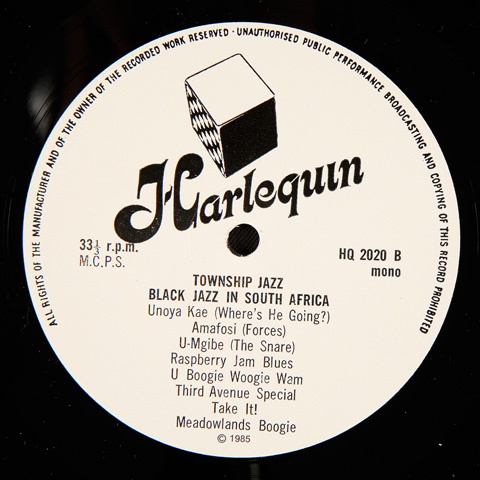 ALL RIGHTS OF THE MANUFACTURER AND OF THE OWNER OF THE RECORDED WORK RESERVED · UNAUTHORISED PUBLIC PERFORMANCE BROADCASTING AND COPYING OF THIS RECORD PROHIBITED
Harlequin
33⅓ r.p.m.
M.C.P.S.
HQ 2020 B
mono
TOWNSHIP JAZZ
BLACK JAZZ IN SOUTH AFRICA
Unoya Kae (Where's He Going?)
Amafosi (Forces)
U-Mgibe (The Snare)
Raspberry Jam Blues
U Boogie Woogie Wam
Third Avenue Special
Take It!
Meadowlands Boogie
© 1985